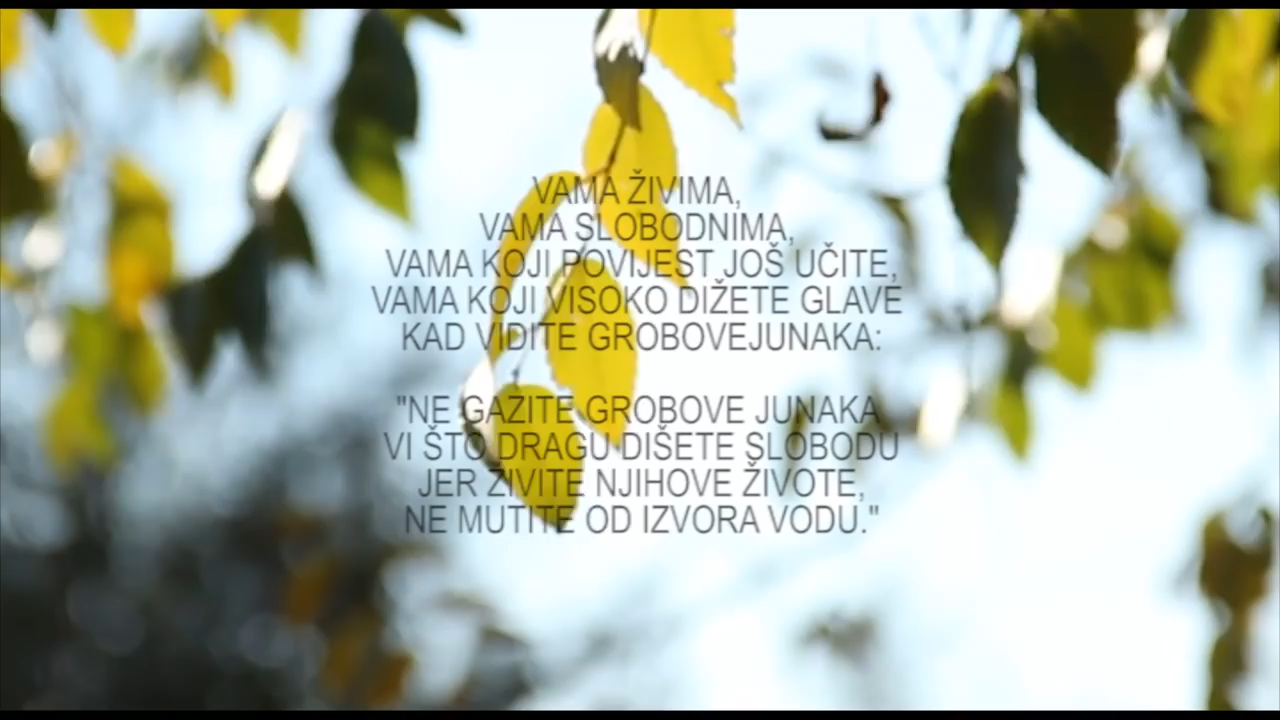 VAMA ŽIVIMA,
VAMA SLOBODNIMA,
VAMA KOJI POVIJEST JOŠ UČITE,
VAMA KOJI VISOKO DIŽETE GLAVE
KAD VIDITE GROBOVEJUNAKA:
"NE GAZITE GROBOVE JUNAKA
VI ŠTO DRAGU DIŠETE SLOBODU
JER ŽIVITE NJIHOVE ŽIVOTE,
NE MUTITE OD IZVORA VODU."